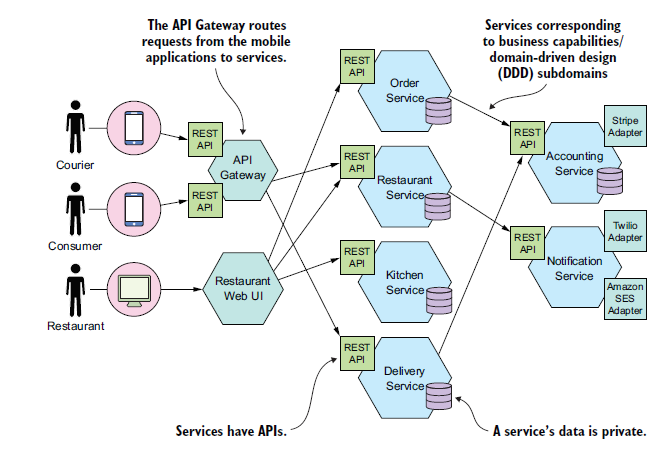 The API Gateway routes
requests from the mobile
applications to services.
Services corresponding
to business capabilities/
domain-driven design
(DDD) subdomains
REST
API
Order
Service
Stripe
Adapter
REST
API
Courier
API
Gateway
REST
API
Accounting
Service
REST
API
REST
API
Restaurant
Service
Consumer
REST
API
Twilio
Adapter
REST
API
Kitchen
Service
Notification
Service
Restaurant
Web UI
Amazon
SES
Adapter
Restaurant
REST
API
Delivery
Service
Services have APIs.
A service's data is private.